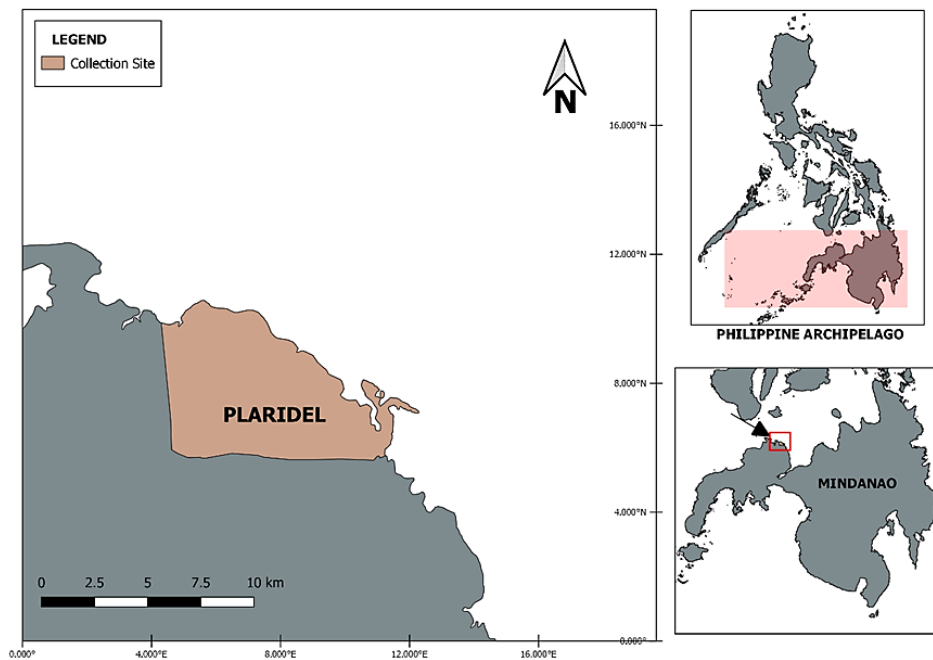 LEGEND
Collection Site
N
16.000°N
12.000°N
8.000°N
4.000°N
0.000°N
PLARIDEL
0 2.5 5 7.5 10 km
0.000°E 4.000°E 8.000°E 12.000°E 16.000°E
PHILIPPINE ARCHIPELAGO
MINDANAO